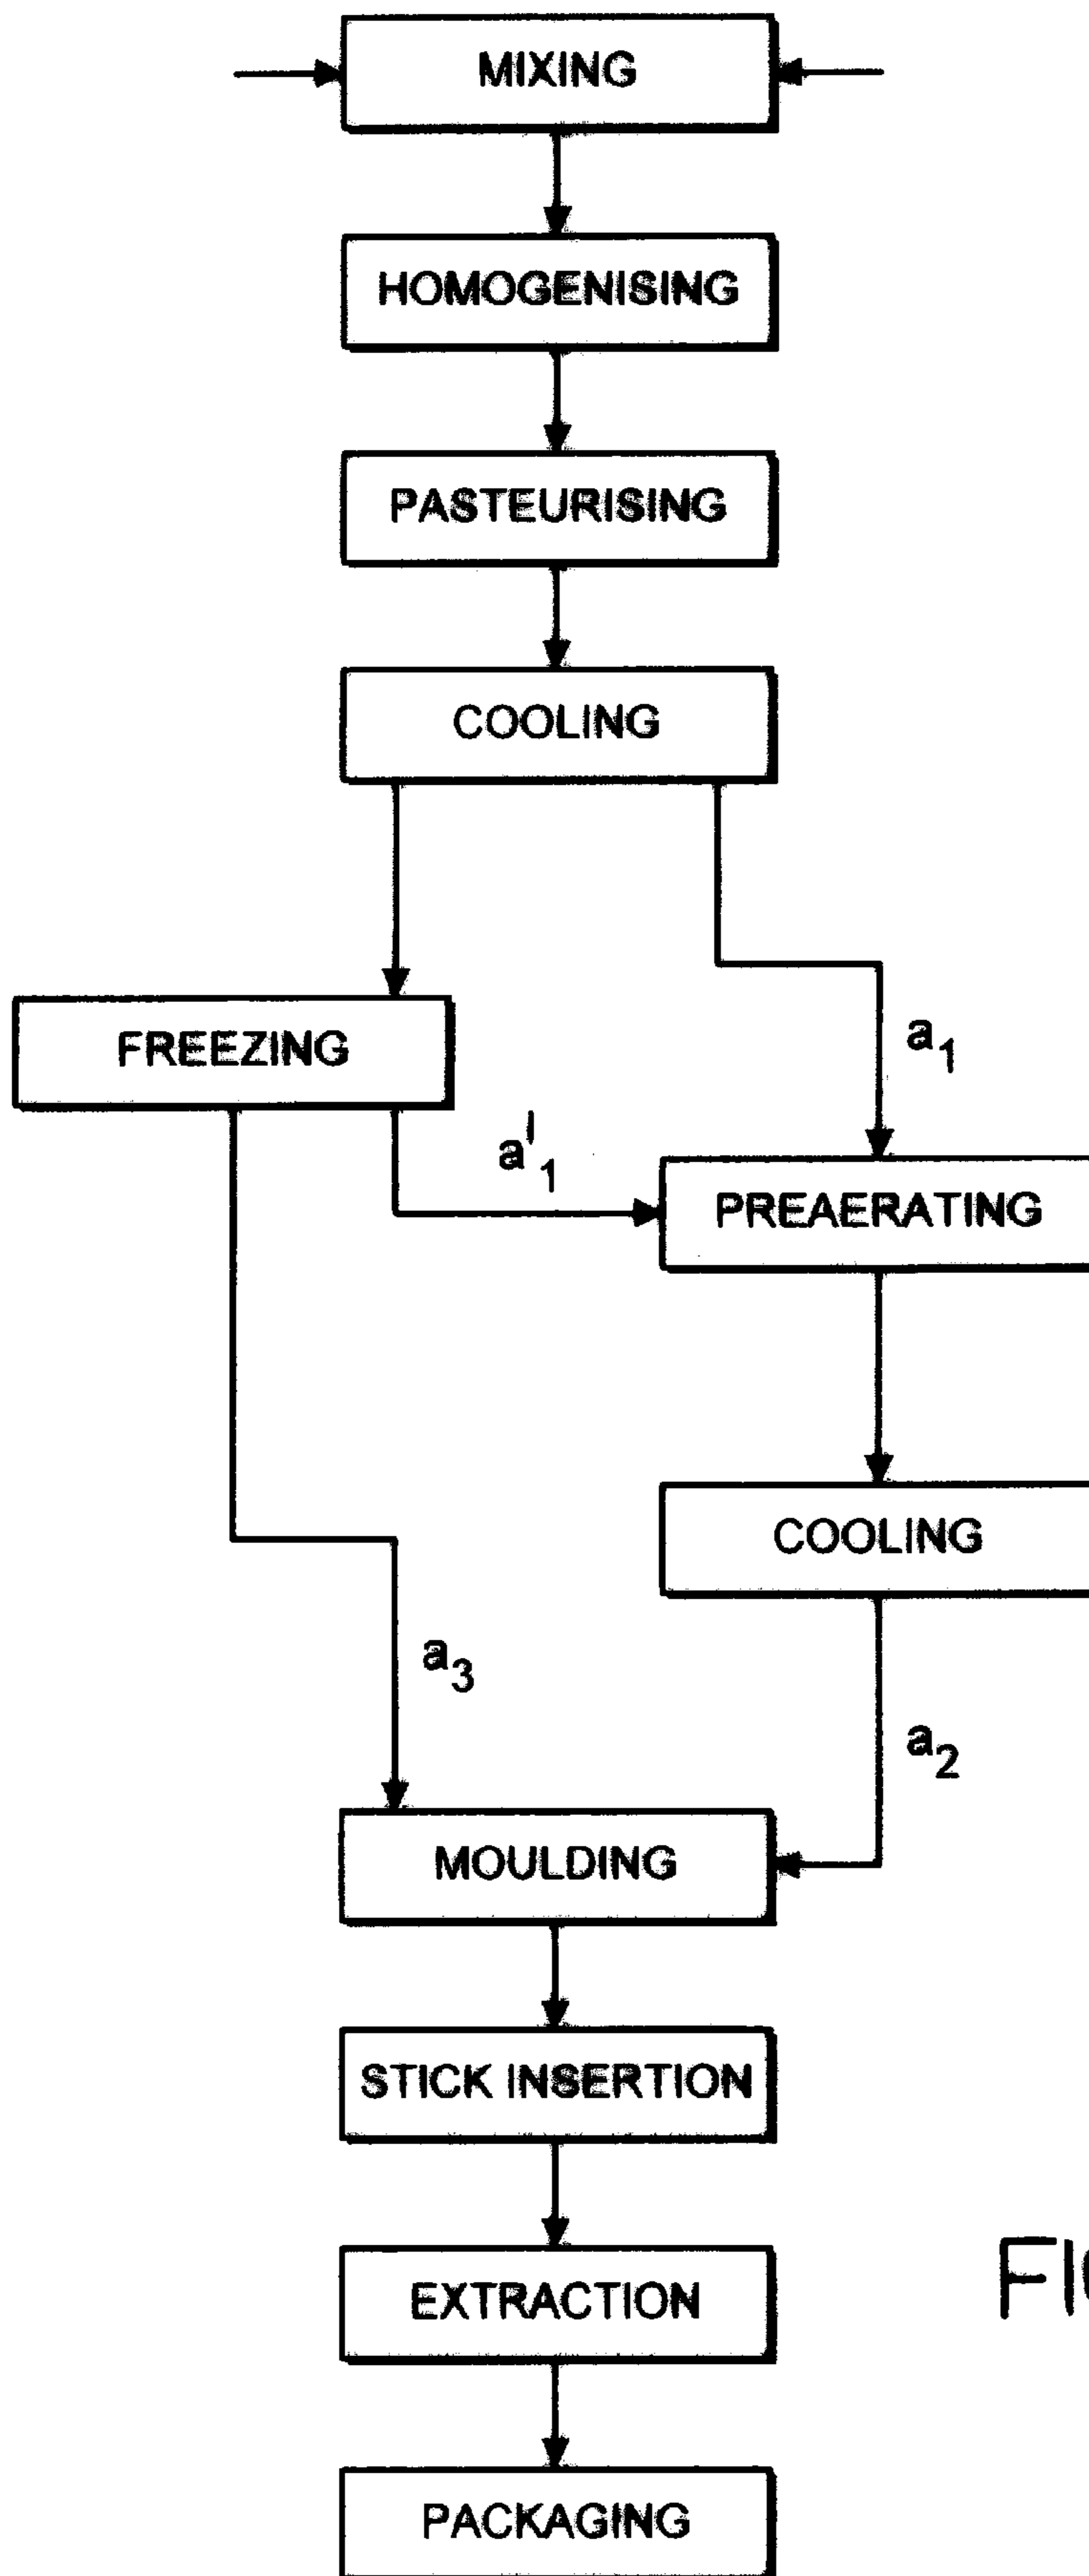 MIXING
HOMOGENISING
PASTEURISING
COOLING
FREEZING
a1
a'1
PREAERATING
COOLING
a3
a2
MOULDING
STICK INSERTION
EXTRACTION
PACKAGING